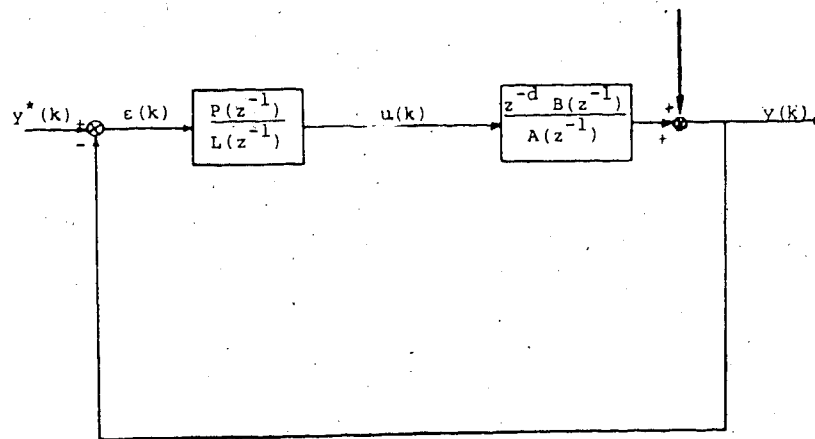 y*(k)
+
-
ε(k)
P(z⁻¹)
L(z⁻¹)
u(k)
z⁻ᵈ B(z⁻¹)
A(z⁻¹)
+
+
y(k)